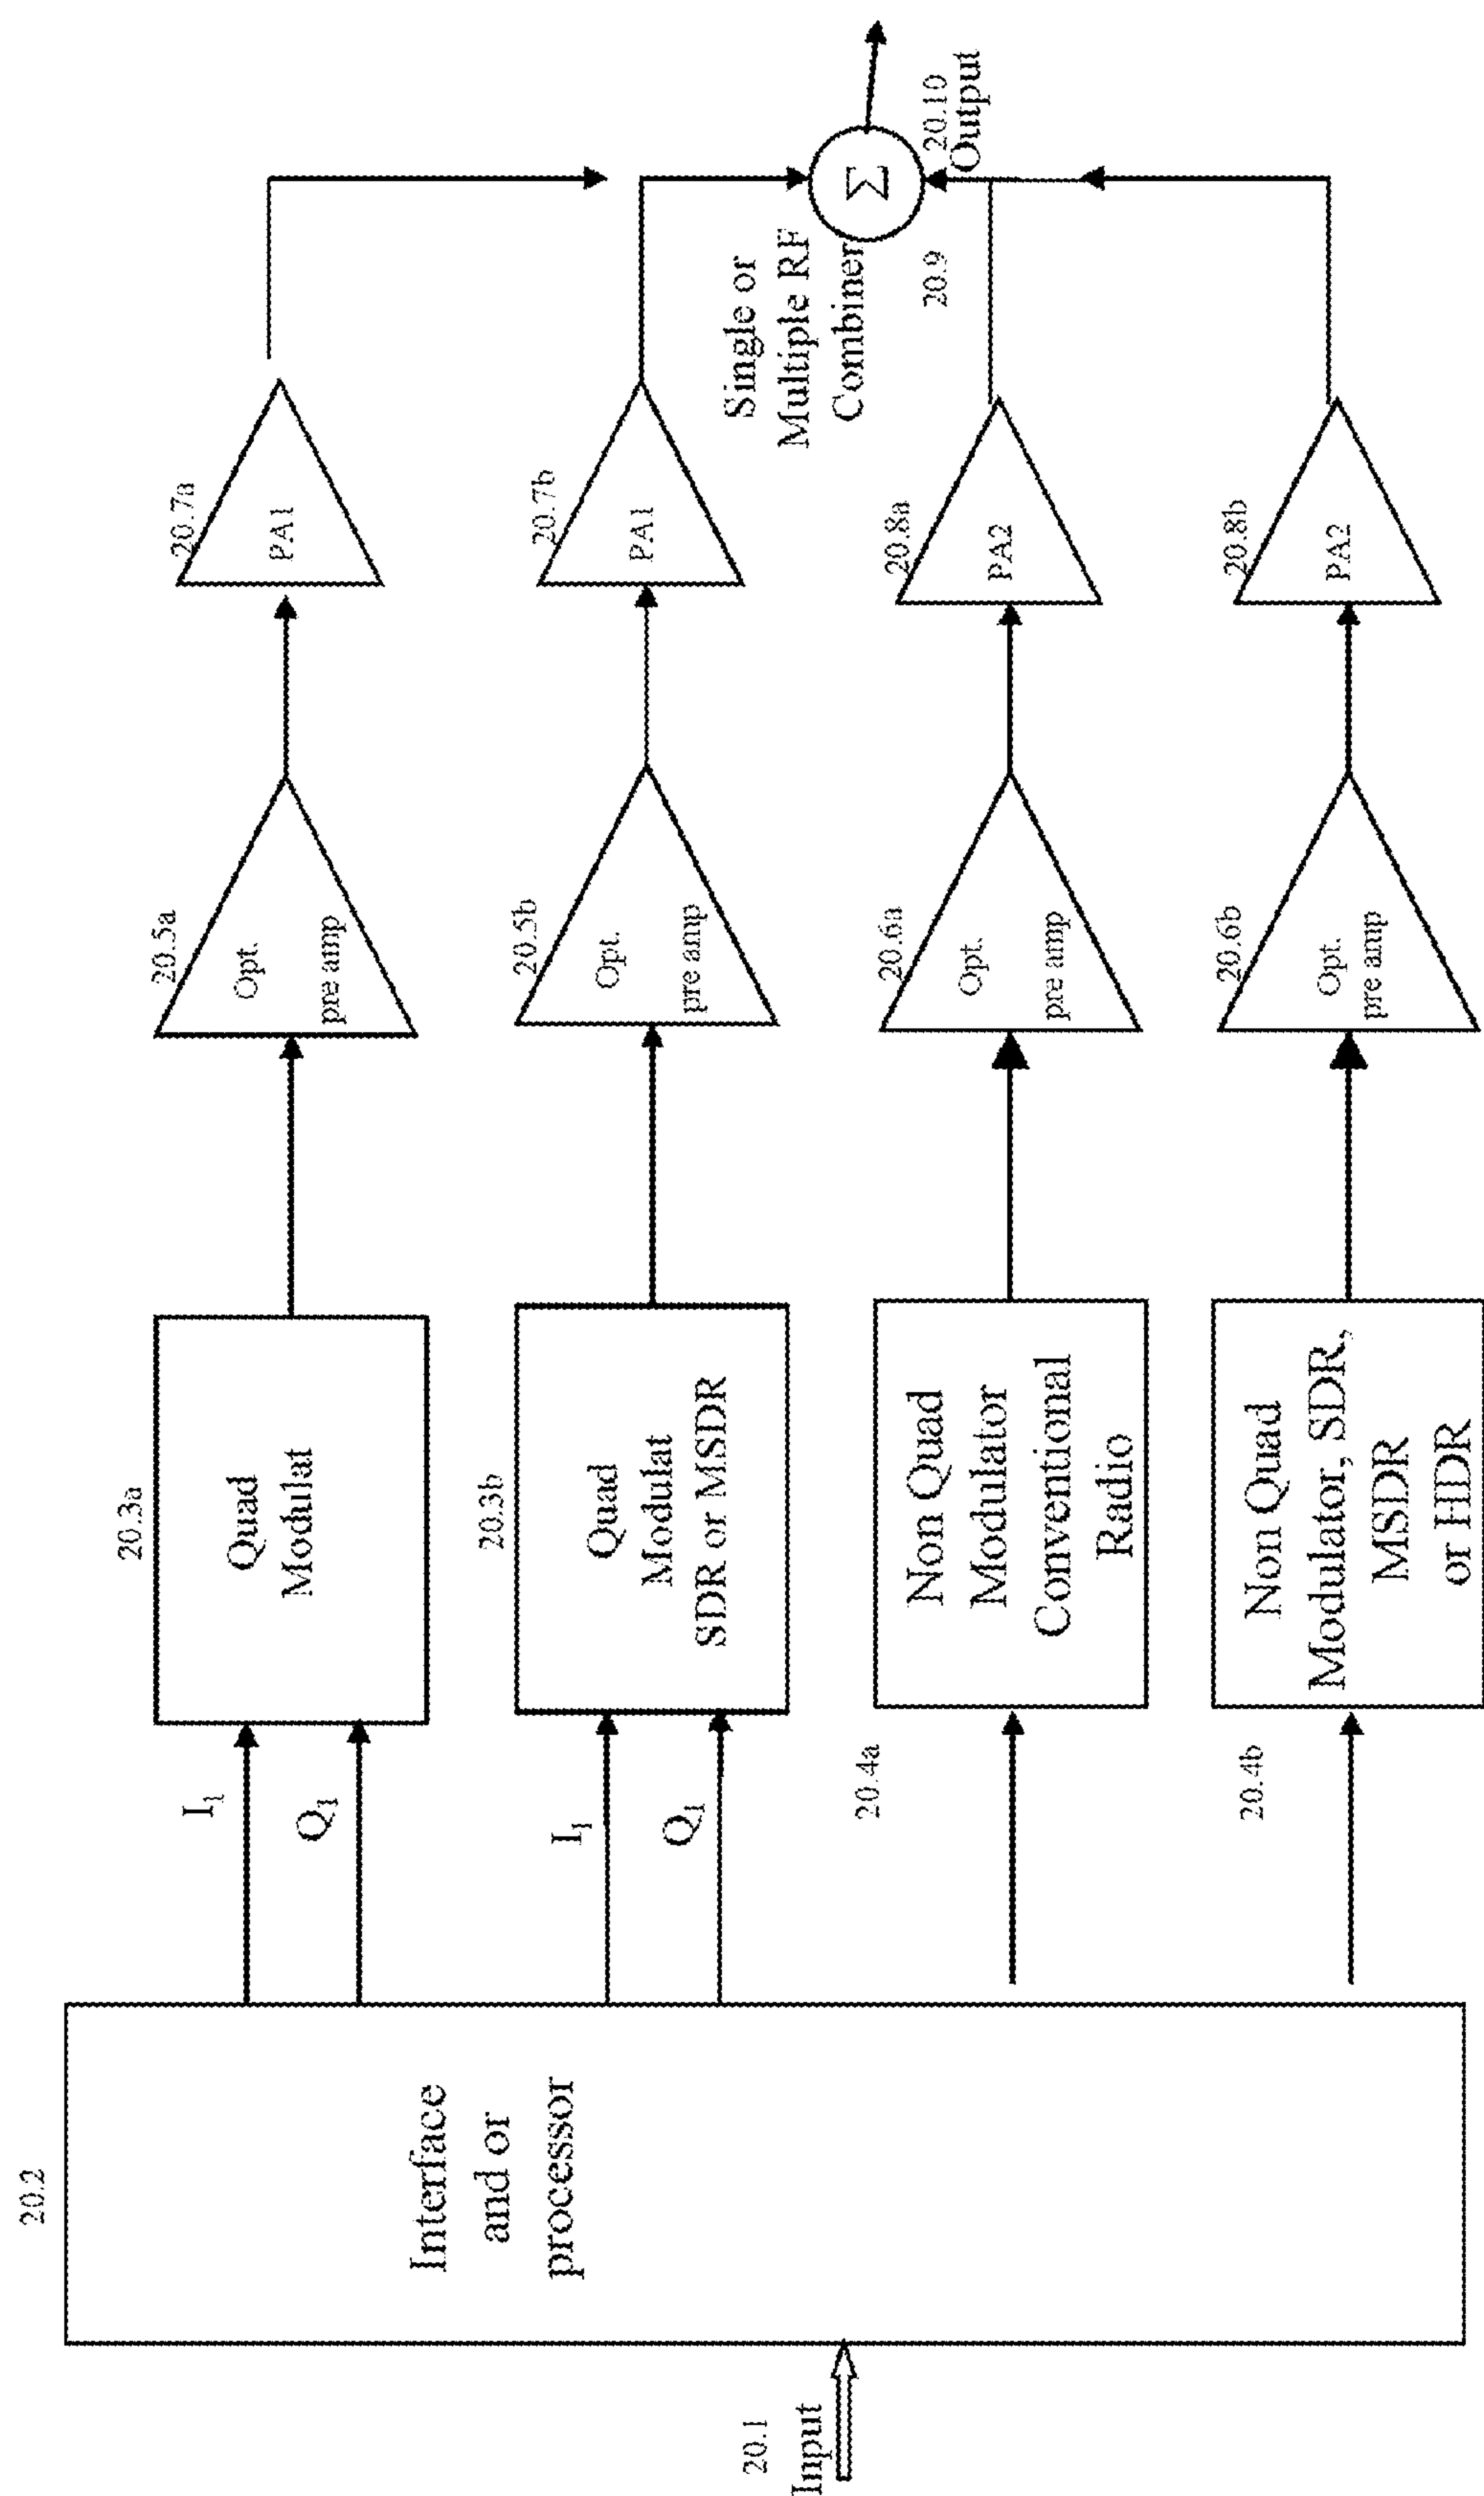 20.1
Input
20.2
Interface
and or
processor
I1
Q1
I1
Q1
20.3a
Quad
Modulat
20.3b
Quad
Modulat
SDR or MSDR
20.4a
Non Quad
Modulator
Conventional
Radio
20.4b
Non Quad
Modulator, SDR,
MSDR
or HDR
20.5a
Opt.
pre amp
20.5b
Opt.
pre amp
20.6a
Opt.
pre amp
20.6b
Opt.
pre amp
20.7a
PA1
20.7b
PA1
20.8a
PA2
20.8b
PA2
Single or
Multiple RF
Combiner
20.9
Σ
20.10
Output